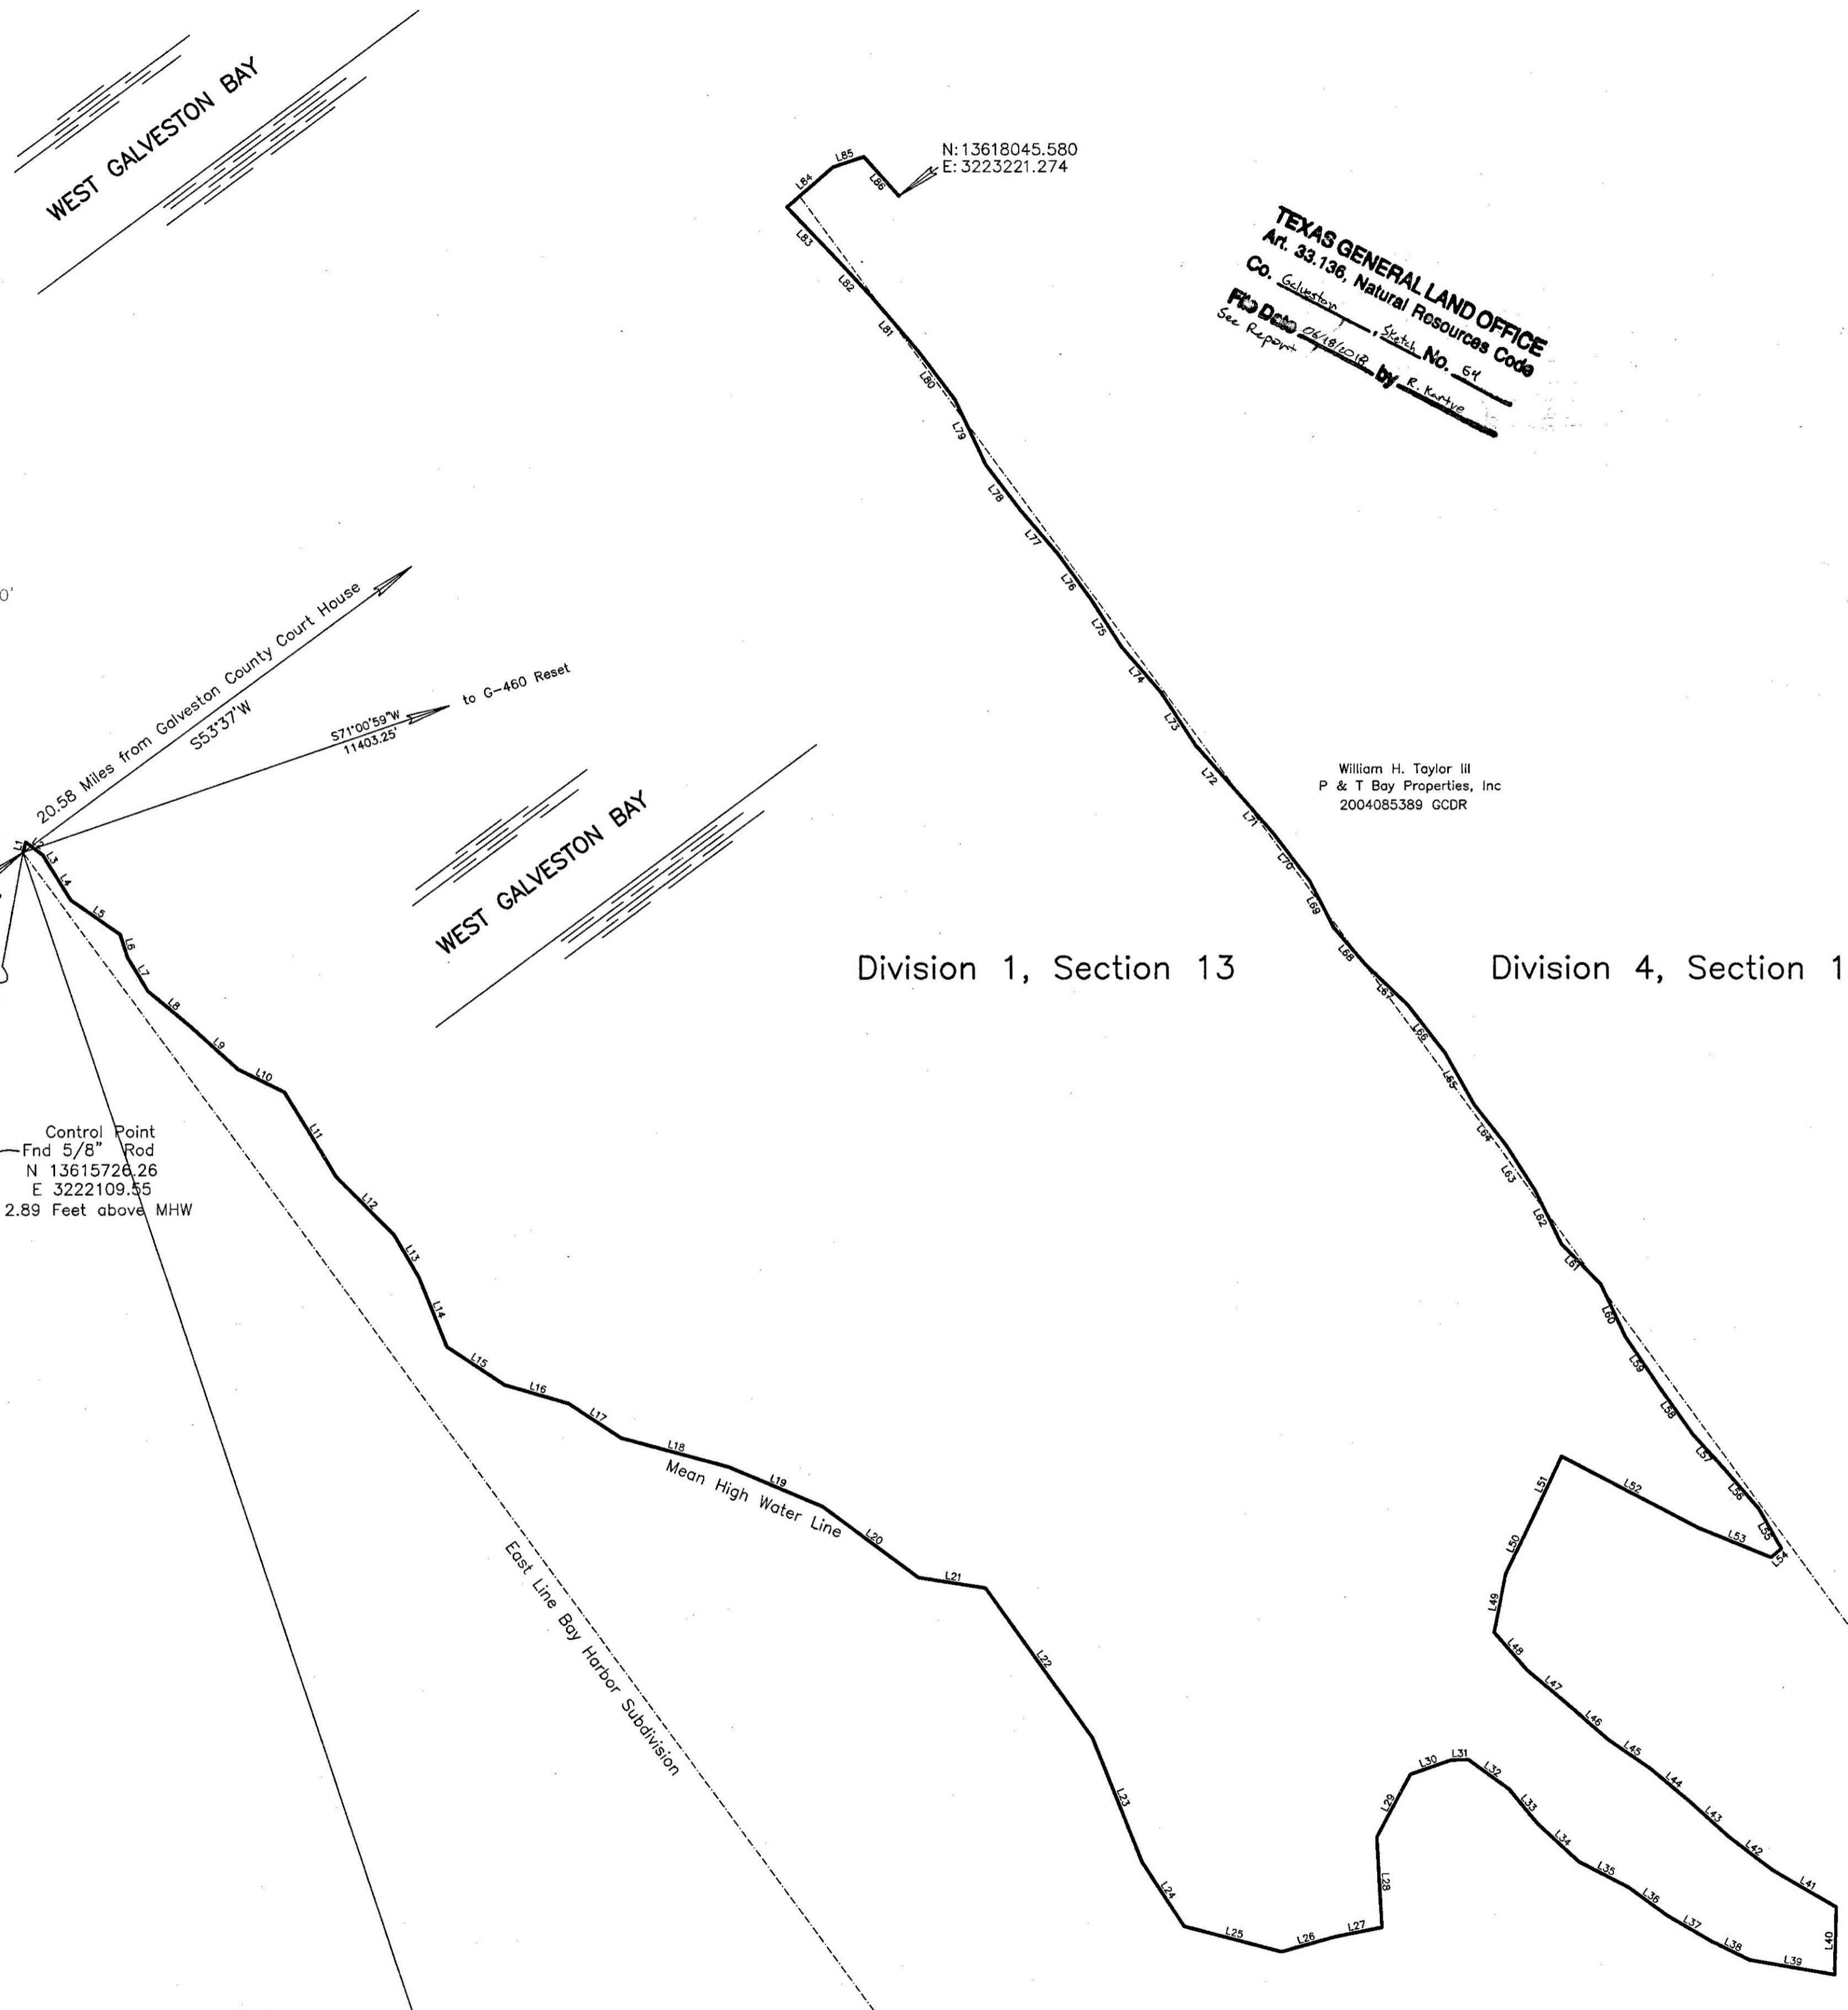 WEST GALVESTON BAY
N: 13618045.580
E: 3223221.274
TEXAS GENERAL LAND OFFICE
Art. 33.136, Natural Resources Code
Co. Galveston, Sketch No. 54
File Date 06/18/2013 by R. Kartye
See Report
0'
20.58 Miles from Galveston County Court House
S53°37'W
S71°00'59"W
11403.25'
to G-460 Reset
WEST GALVESTON BAY
William H. Taylor III
P & T Bay Properties, Inc
2004085389 GCDR
Division 1, Section 13
Division 4, Section 1
Control Point
Fnd 5/8" Rod
N 13615726.26
E 3222109.55
2.89 Feet above MHW
Mean High Water Line
East Line Bay Harbor Subdivision
L1
L3
L4
L5
L6
L7
L8
L9
L10
L11
L12
L13
L14
L15
L16
L17
L18
L19
L20
L21
L22
L23
L24
L25
L26
L27
L28
L29
L30
L31
L32
L33
L34
L35
L36
L37
L38
L39
L40
L41
L42
L43
L44
L45
L46
L47
L48
L49
L50
L51
L52
L53
L54
L55
L56
L57
L58
L59
L60
L61
L62
L63
L64
L65
L66
L67
L68
L69
L70
L71
L72
L73
L74
L75
L76
L77
L78
L79
L80
L81
L82
L83
L84
L85
L86